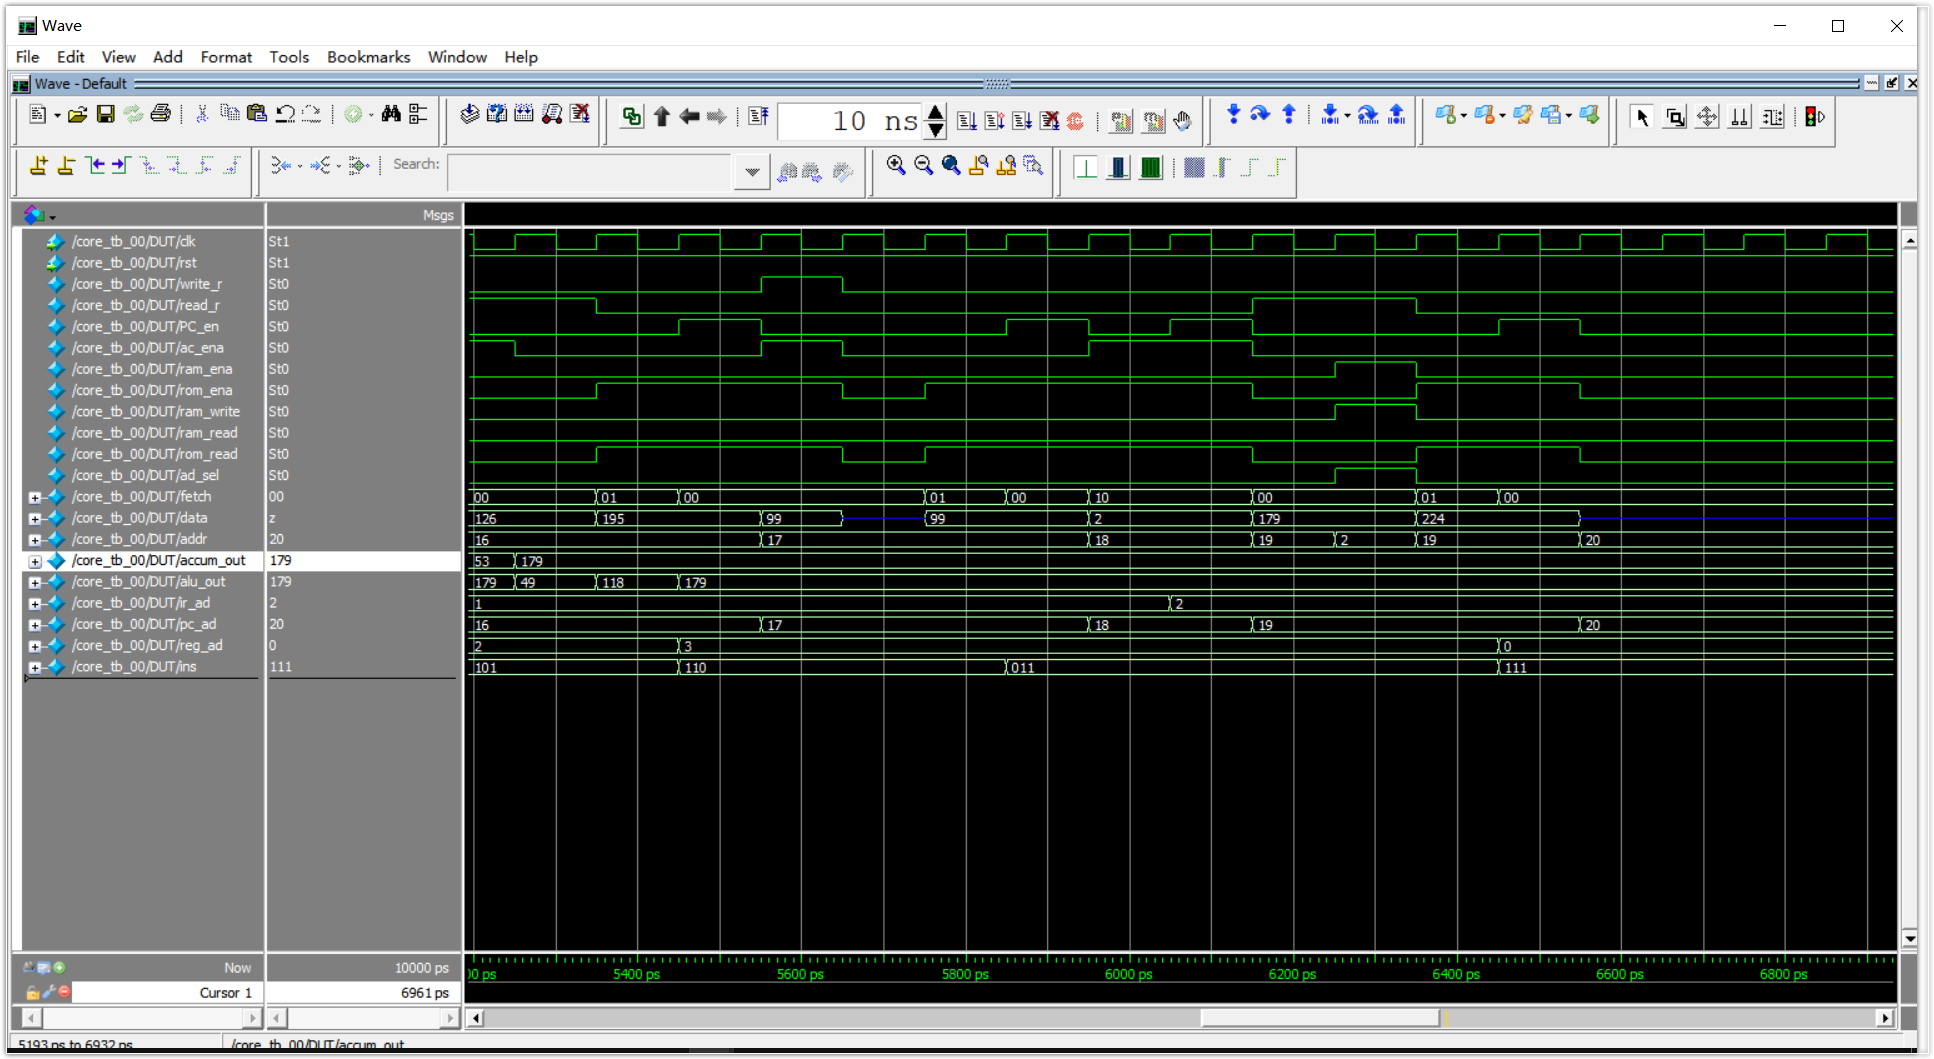 Wave
File Edit View Add Format Tools Bookmarks Window Help
Wave - Default
10 ns
Search:
Msgs
/core_tb_00/DUT/clk St1
/core_tb_00/DUT/rst St1
/core_tb_00/DUT/write_r St0
/core_tb_00/DUT/read_r St0
/core_tb_00/DUT/PC_en St0
/core_tb_00/DUT/ac_ena St0
/core_tb_00/DUT/ram_ena St0
/core_tb_00/DUT/rom_ena St0
/core_tb_00/DUT/ram_write St0
/core_tb_00/DUT/ram_read St0
/core_tb_00/DUT/rom_read St0
/core_tb_00/DUT/ad_sel St0
/core_tb_00/DUT/fetch 00 00 01 00 01 00 10 00 01 00
/core_tb_00/DUT/data z 126 195 99 99 2 179 224
/core_tb_00/DUT/addr 20 16 17 18 19 2 19 20
/core_tb_00/DUT/accum_out 179 53 179
/core_tb_00/DUT/alu_out 179 179 49 118 179
/core_tb_00/DUT/ir_ad 2 1 2
/core_tb_00/DUT/pc_ad 20 16 17 18 19 20
/core_tb_00/DUT/reg_ad 0 2 3 0
/core_tb_00/DUT/ins 111 101 110 011 111
Now 10000 ps 00 ps 5400 ps 5600 ps 5800 ps 6000 ps 6200 ps 6400 ps 6600 ps 6800 ps
Cursor 1 6961 ps
5193 ps to 6932 ps /core_tb_00/DUT/accum_out